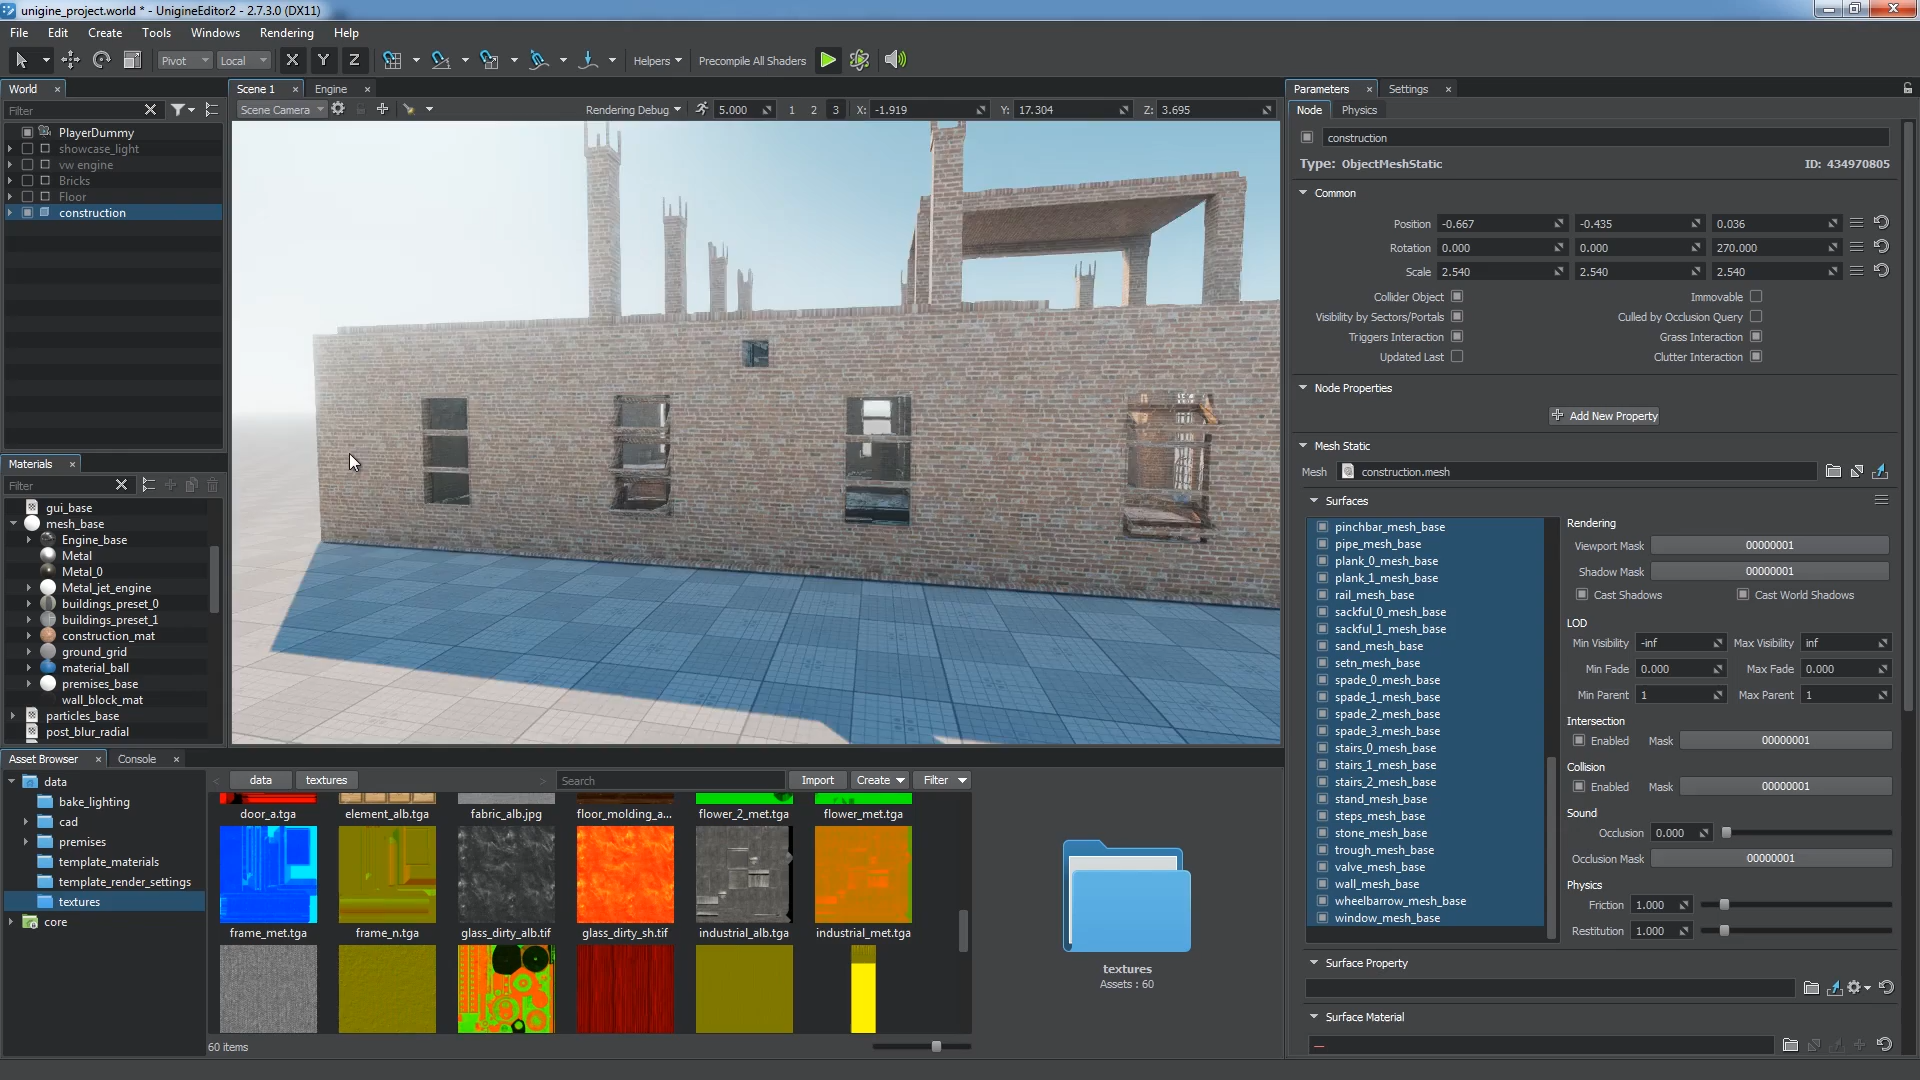 unigine_project.world * - UnigineEditor2 - 2.7.3.0 (DX11)
File Edit Create Tools Windows Rendering Help
Pivot Local X Y Z Helpers Precompile All Shaders
World
Filter
PlayerDummy
showcase_light
vw engine
Bricks
Floor
construction
Materials
Filter
gui_base
mesh_base
Engine_base
Metal
Metal_0
Metal_jet_engine
buildings_preset_0
buildings_preset_1
construction_mat
ground_grid
material_ball
premises_base
wall_block_mat
particles_base
post_blur_radial
Scene 1 Engine
Scene Camera Rendering Debug 5.000 1 2 3 X: -1.919 Y: 17.304 Z: 3.695
Asset Browser Console
data
bake_lighting
cad
premises
template_materials
template_render_settings
textures
core
data textures Search Import Create Filter
door_a.tga element_alb.tga fabric_alb.jpg floor_molding_a... flower_2_met.tga flower_met.tga
frame_met.tga frame_n.tga glass_dirty_alb.tif glass_dirty_sh.tif industrial_alb.tga industrial_met.tga
60 items
textures
Assets : 60
Parameters Settings
Node Physics
construction
Type: ObjectMeshStatic ID: 434970805
Common
Position -0.667 -0.435 0.036
Rotation 0.000 0.000 270.000
Scale 2.540 2.540 2.540
Collider Object Immovable
Visibility by Sectors/Portals Culled by Occlusion Query
Triggers Interaction Grass Interaction
Updated Last Clutter Interaction
Node Properties
Add New Property
Mesh Static
Mesh construction.mesh
Surfaces
pinchbar_mesh_base
pipe_mesh_base
plank_0_mesh_base
plank_1_mesh_base
rail_mesh_base
sackful_0_mesh_base
sackful_1_mesh_base
sand_mesh_base
setn_mesh_base
spade_0_mesh_base
spade_1_mesh_base
spade_2_mesh_base
spade_3_mesh_base
stairs_0_mesh_base
stairs_1_mesh_base
stairs_2_mesh_base
stand_mesh_base
steps_mesh_base
stone_mesh_base
trough_mesh_base
valve_mesh_base
wall_mesh_base
wheelbarrow_mesh_base
window_mesh_base
Rendering
Viewport Mask 00000001
Shadow Mask 00000001
Cast Shadows Cast World Shadows
LOD
Min Visibility -inf Max Visibility inf
Min Fade 0.000 Max Fade 0.000
Min Parent 1 Max Parent 1
Intersection
Enabled Mask 00000001
Collision
Enabled Mask 00000001
Sound
Occlusion 0.000
Occlusion Mask 00000001
Physics
Friction 1.000
Restitution 1.000
Surface Property
Surface Material